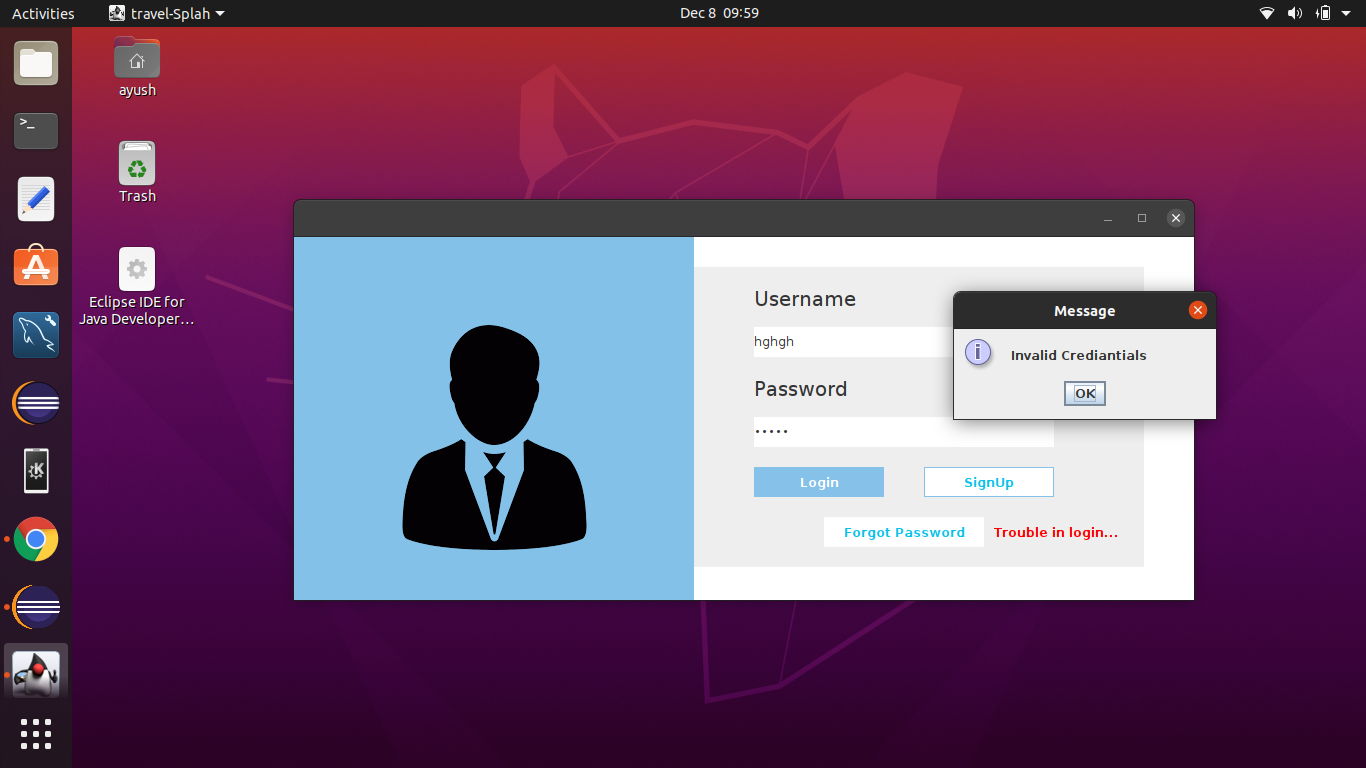 Activities
travel-Splah
Dec 8 09:59
ayush
Trash
Eclipse IDE for
Java Developer…
>_
K
Username
hghgh
Password
•••••
Login
SignUp
Forgot Password
Trouble in login...
Message
i
Invalid Crediantials
OK